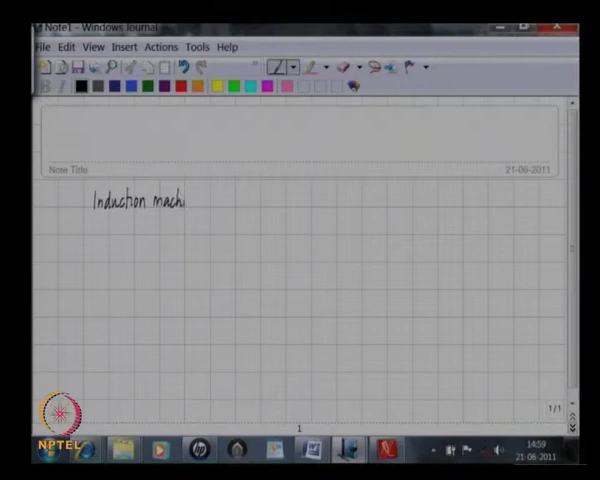 Note1 - Windows Journal
File Edit View Insert Actions Tools Help
Note Title
21-06-2011
Induction machi
1/1
1
NPTEL
14:59
21-06-2011